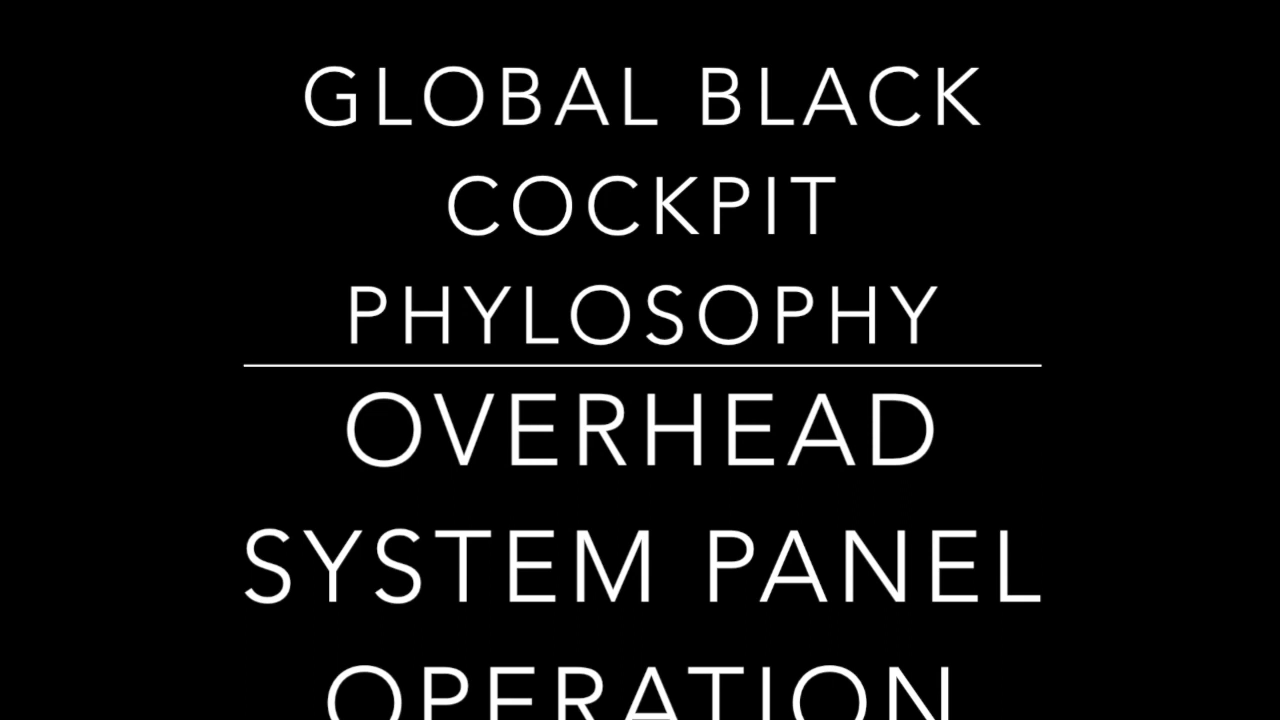 GLOBAL BLACK
COCKPIT
PHYLOSOPHY
OVERHEAD
SYSTEM PANEL
OPERATION